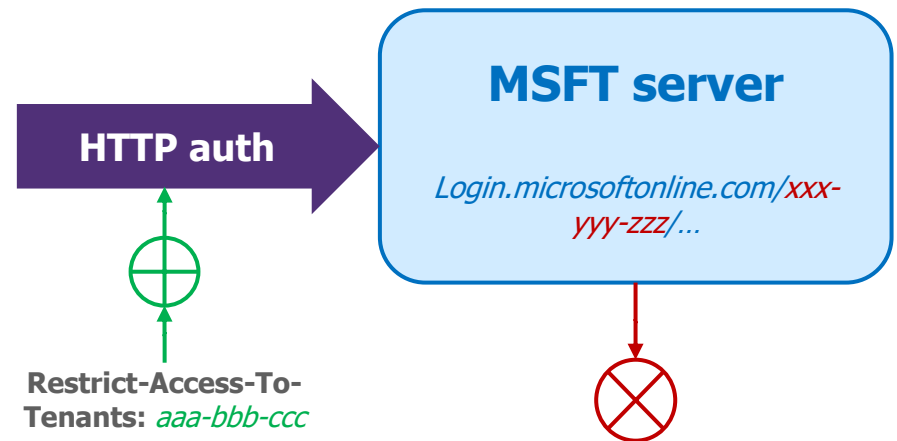 MSFT server
HTTP auth
Login.microsoftonline.com/xxx-
yyy-zzz/...
Restrict-Access-To-
Tenants: aaa-bbb-ccc